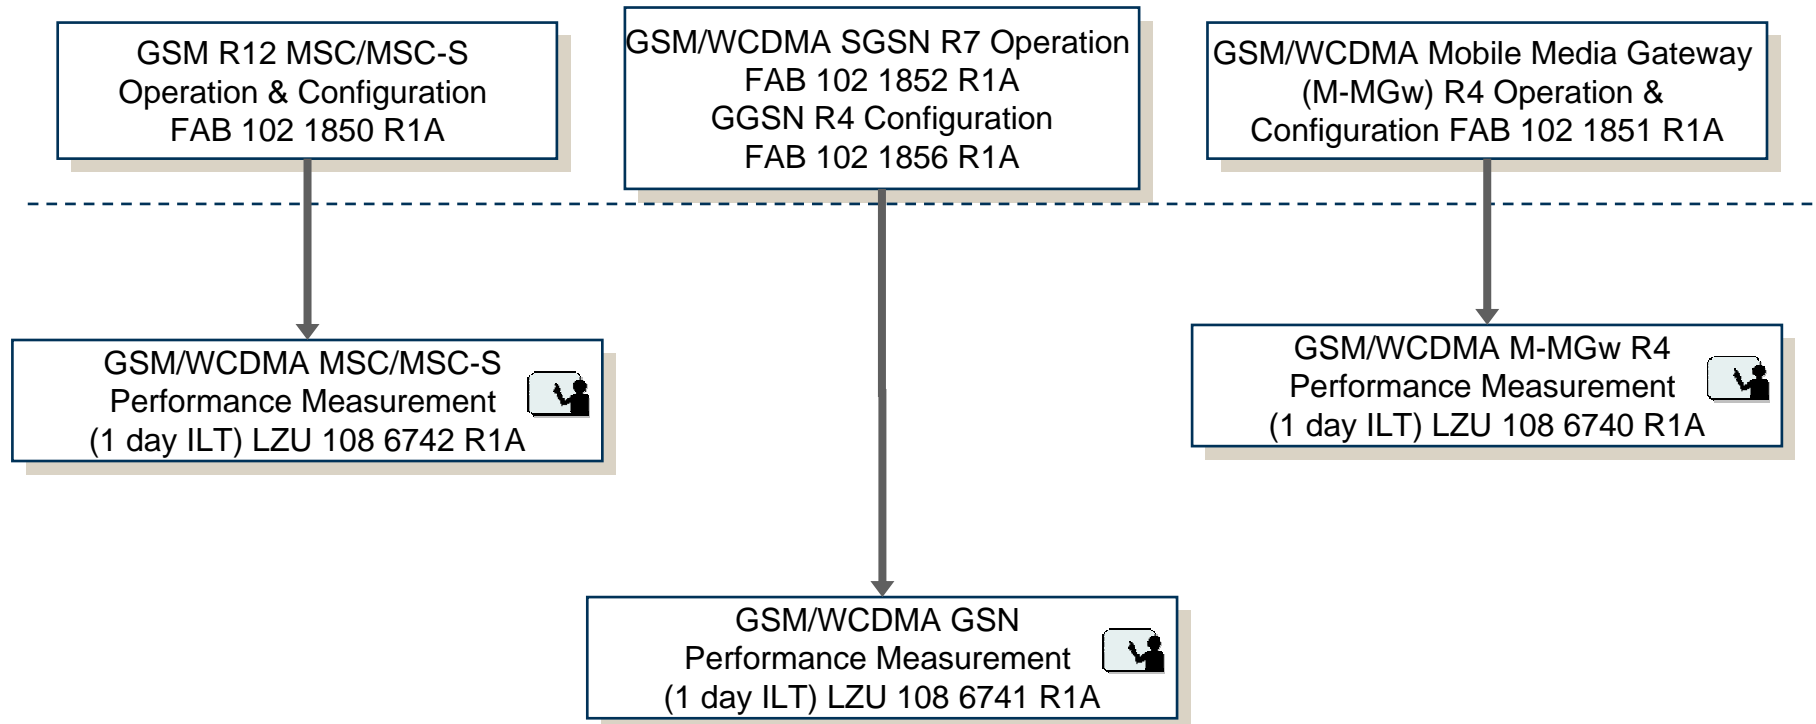 GSM R12 MSC/MSC-S
Operation & Configuration
FAB 102 1850 R1A
GSM/WCDMA SGSN R7 Operation
FAB 102 1852 R1A
GGSN R4 Configuration
FAB 102 1856 R1A
GSM/WCDMA Mobile Media Gateway
(M-MGw) R4 Operation &
Configuration FAB 102 1851 R1A
GSM/WCDMA MSC/MSC-S
Performance Measurement
(1 day ILT) LZU 108 6742 R1A
GSM/WCDMA M-MGw R4
Performance Measurement
(1 day ILT) LZU 108 6740 R1A
GSM/WCDMA GSN
Performance Measurement
(1 day ILT) LZU 108 6741 R1A